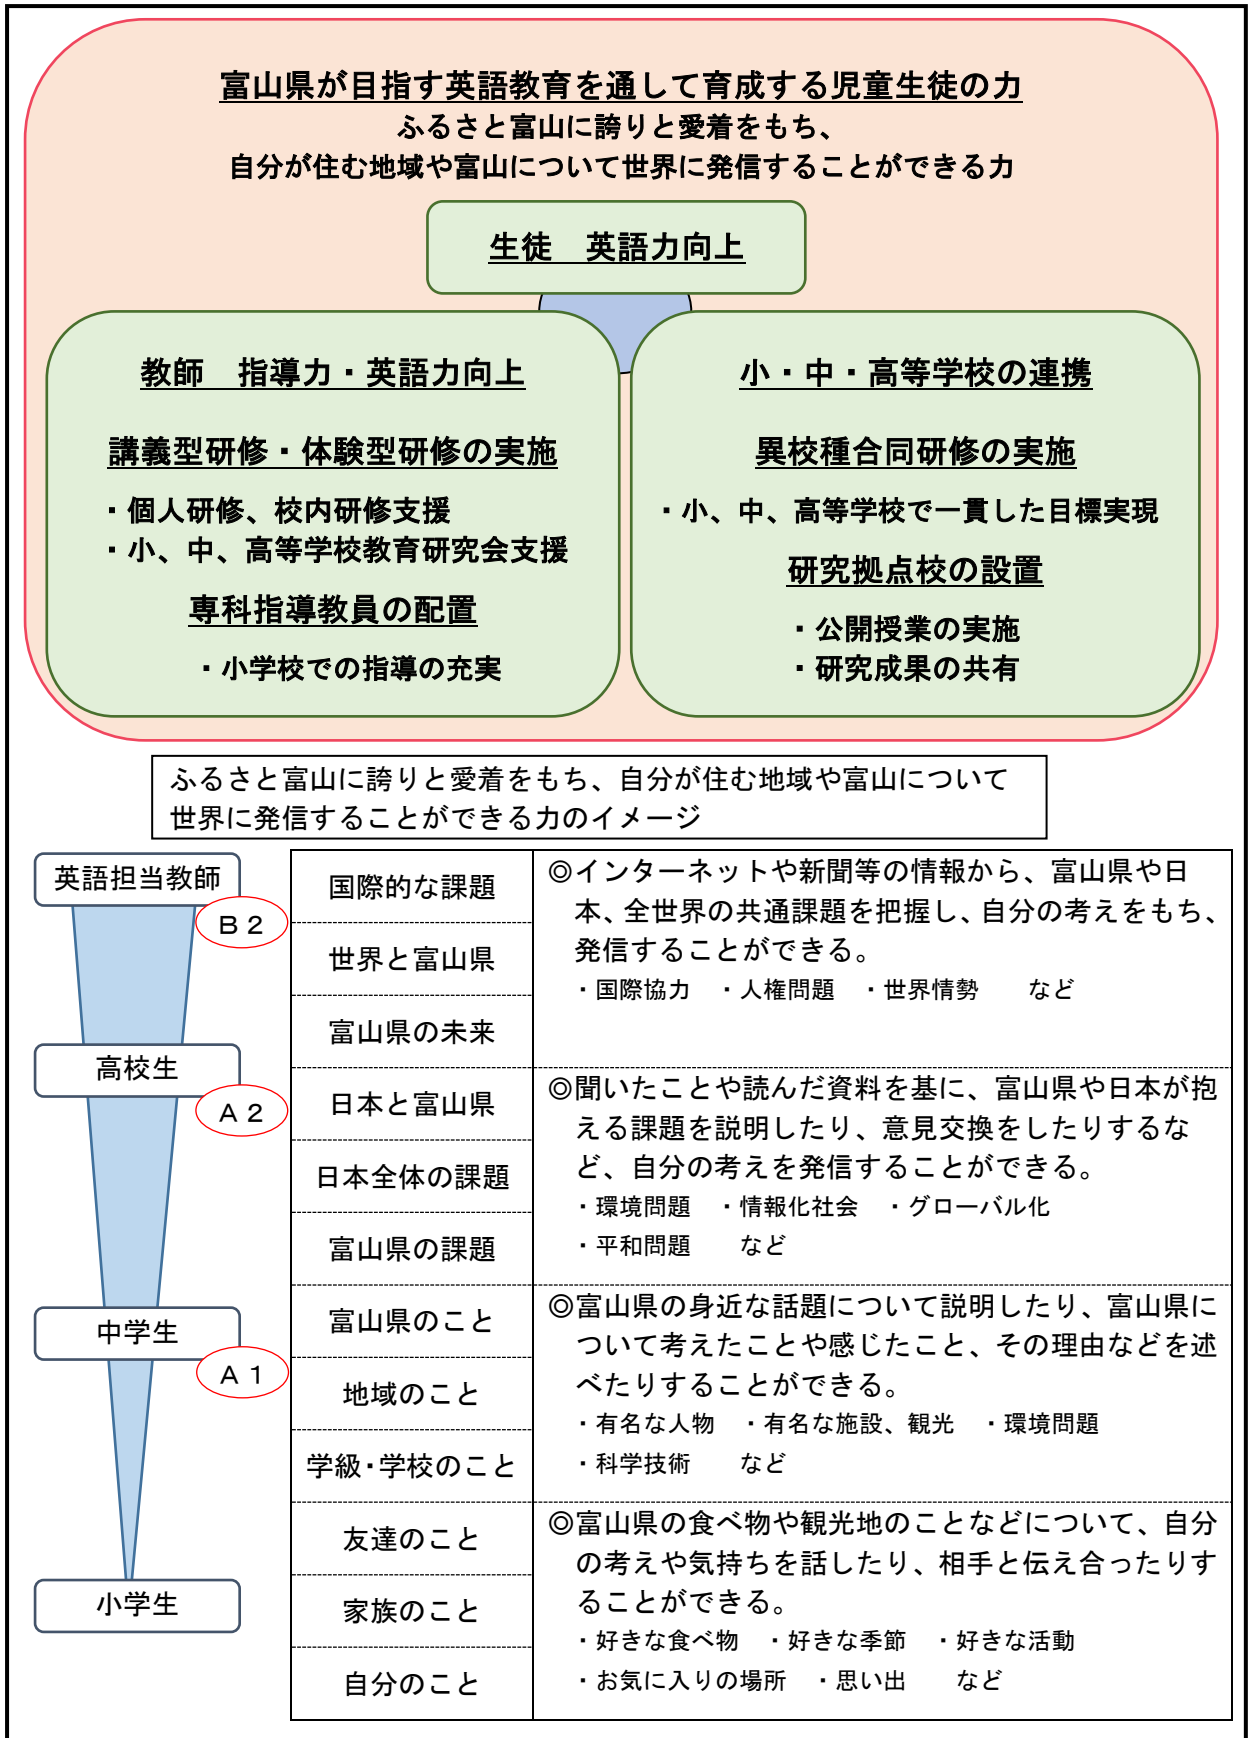 富山県が目指す英語教育を通して育成する児童生徒の力
ふるさと富山に誇りと愛着をもち、
自分が住む地域や富山について世界に発信することができる力
生徒　英語力向上
教師　指導力・英語力向上
講義型研修・体験型研修の実施
・個人研修、校内研修支援
・小、中、高等学校教育研究会支援
専科指導教員の配置
・小学校での指導の充実
小・中・高等学校の連携
異校種合同研修の実施
・小、中、高等学校で一貫した目標実現
研究拠点校の設置
・公開授業の実施
・研究成果の共有
ふるさと富山に誇りと愛着をもち、自分が住む地域や富山について
世界に発信することができる力のイメージ
英語担当教師
B２
高校生
A２
中学生
A１
小学生
国際的な課題
世界と富山県
富山県の未来
◎インターネットや新聞等の情報から、富山県や日
本、全世界の共通課題を把握し、自分の考えをもち、
発信することができる。
・国際協力　・人権問題　・世界情勢　　など
日本と富山県
日本全体の課題
富山県の課題
◎聞いたことや読んだ資料を基に、富山県や日本が抱
える課題を説明したり、意見交換をしたりするな
ど、自分の考えを発信することができる。
・環境問題　・情報化社会　・グローバル化
・平和問題　　など
富山県のこと
地域のこと
学級・学校のこと
◎富山県の身近な話題について説明したり、富山県に
ついて考えたことや感じたこと、その理由などを述
べたりすることができる。
・有名な人物　・有名な施設、観光　・環境問題
・科学技術　　など
友達のこと
家族のこと
自分のこと
◎富山県の食べ物や観光地のことなどについて、自分
の考えや気持ちを話したり、相手と伝え合ったりす
ることができる。
・好きな食べ物　・好きな季節　・好きな活動
・お気に入りの場所　・思い出　　など